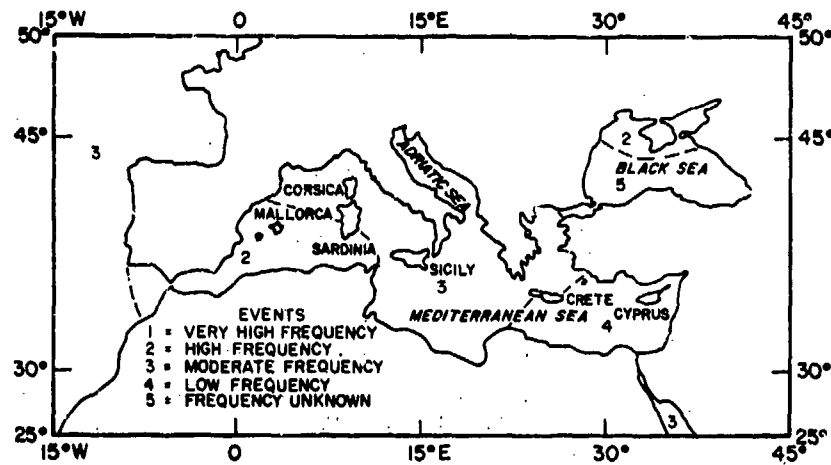 15°W 0 15°E 30° 45°
50° 50°
45° 45°
3
2
BLACK SEA
5
ADRIATIC SEA
CORSICA
MALLORCA
SARDINIA
2
SICILY
3
CRETE
CYPRUS
MEDITERRANEAN SEA
4
EVENTS
1 = VERY HIGH FREQUENCY
2 = HIGH FREQUENCY
3 = MODERATE FREQUENCY
4 = LOW FREQUENCY
5 = FREQUENCY UNKNOWN
30° 30°
3
25° 25°
15°W 0 15°E 30° 45°